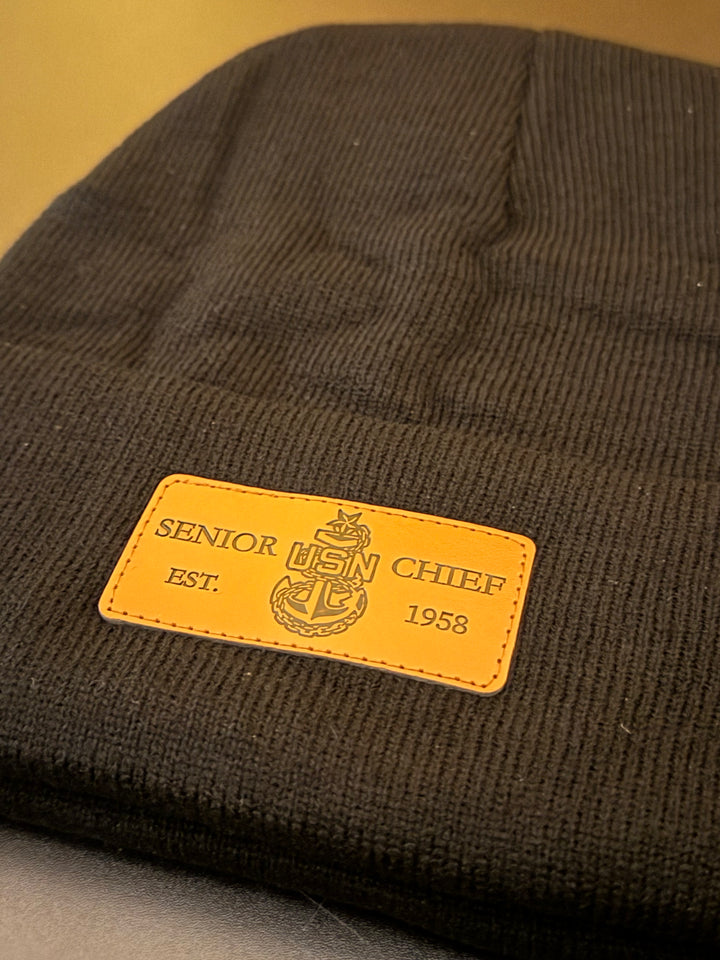 SENIOR USN CHIEF
EST. 1958